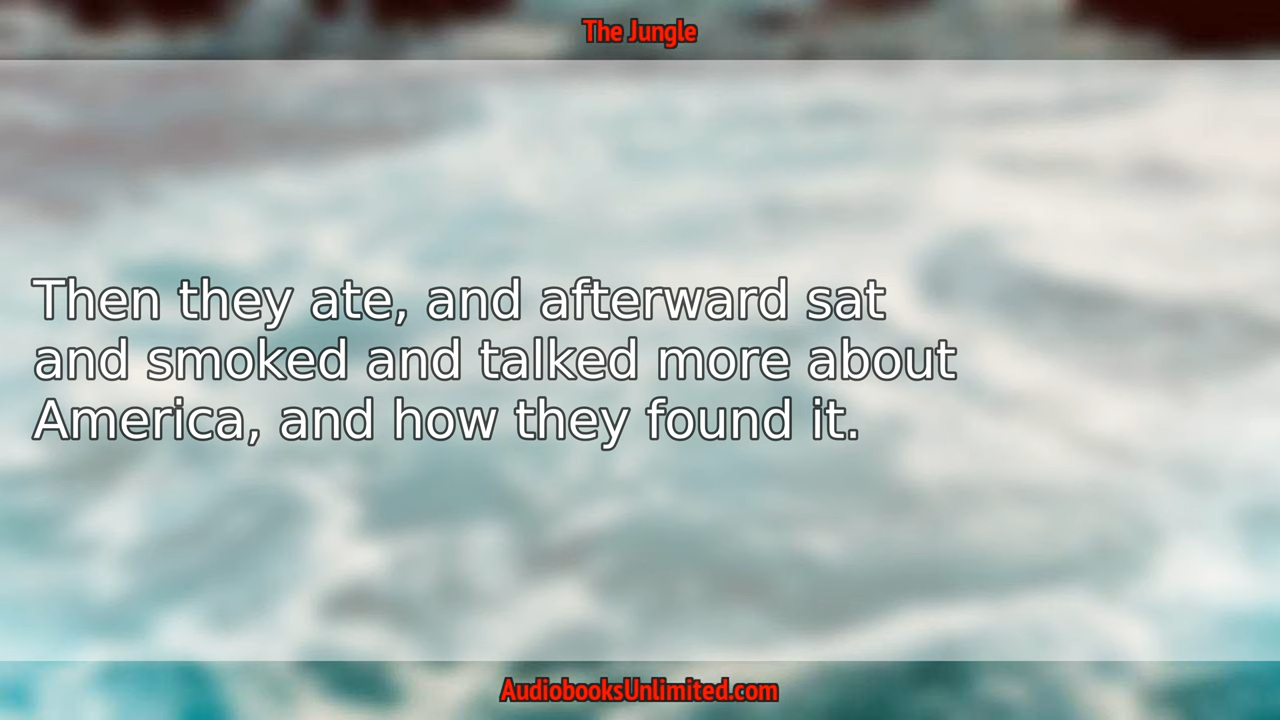 The Jungle
Then they ate, and afterward sat
and smoked and talked more about
America, and how they found it.
AudiobooksUnlimited.com